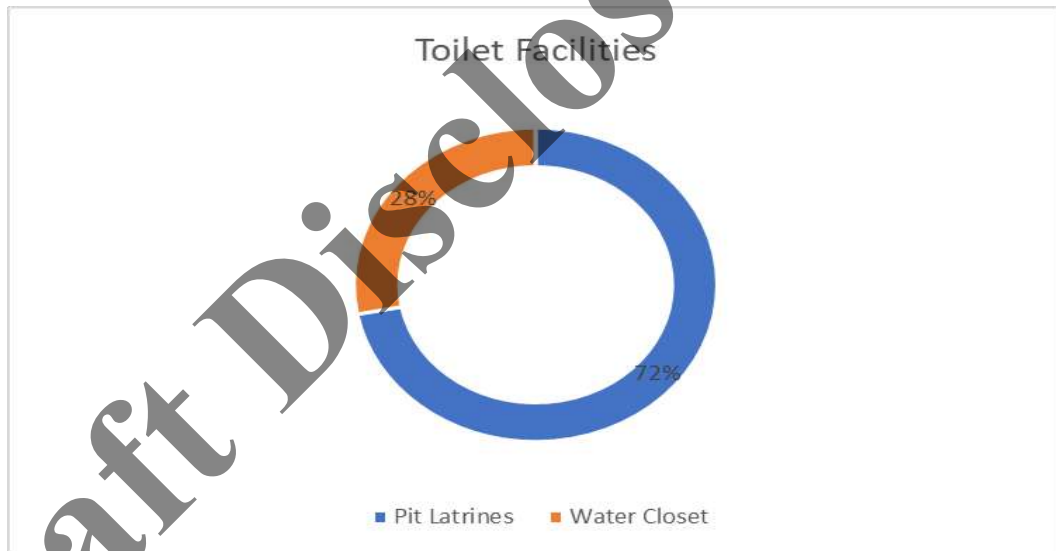 Toilet Facilities
28%
72%
Pit Latrines
Water Closet
aft Disclos